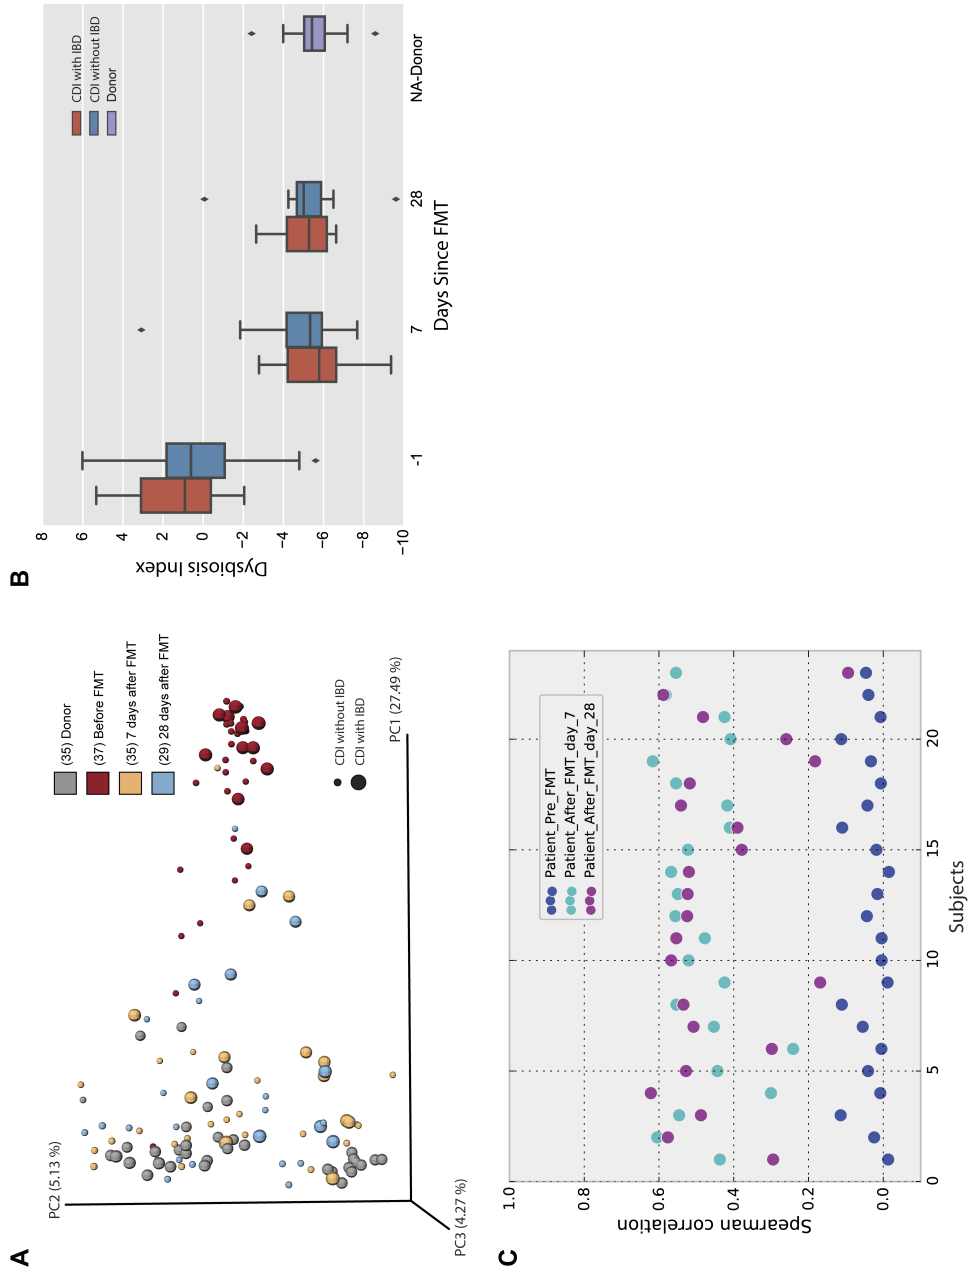 A
PC2 (5.13 %)
PC3 (4.27 %)
PC1 (27.49 %)
(35) Donor
(37) Before FMT
(35) 7 days after FMT
(29) 28 days after FMT
CDI without IBD
CDI with IBD
B
Dysbiosis Index
8
6
4
2
0
−2
−4
−6
−8
−10
-1
7
28
NA-Donor
Days Since FMT
CDI with IBD
CDI without IBD
Donor
C
Spearman correlation
1.0
0.8
0.6
0.4
0.2
0.0
0
5
10
15
20
Subjects
Patient_Pre_FMT
Patient_After_FMT_day_7
Patient_After_FMT_day_28